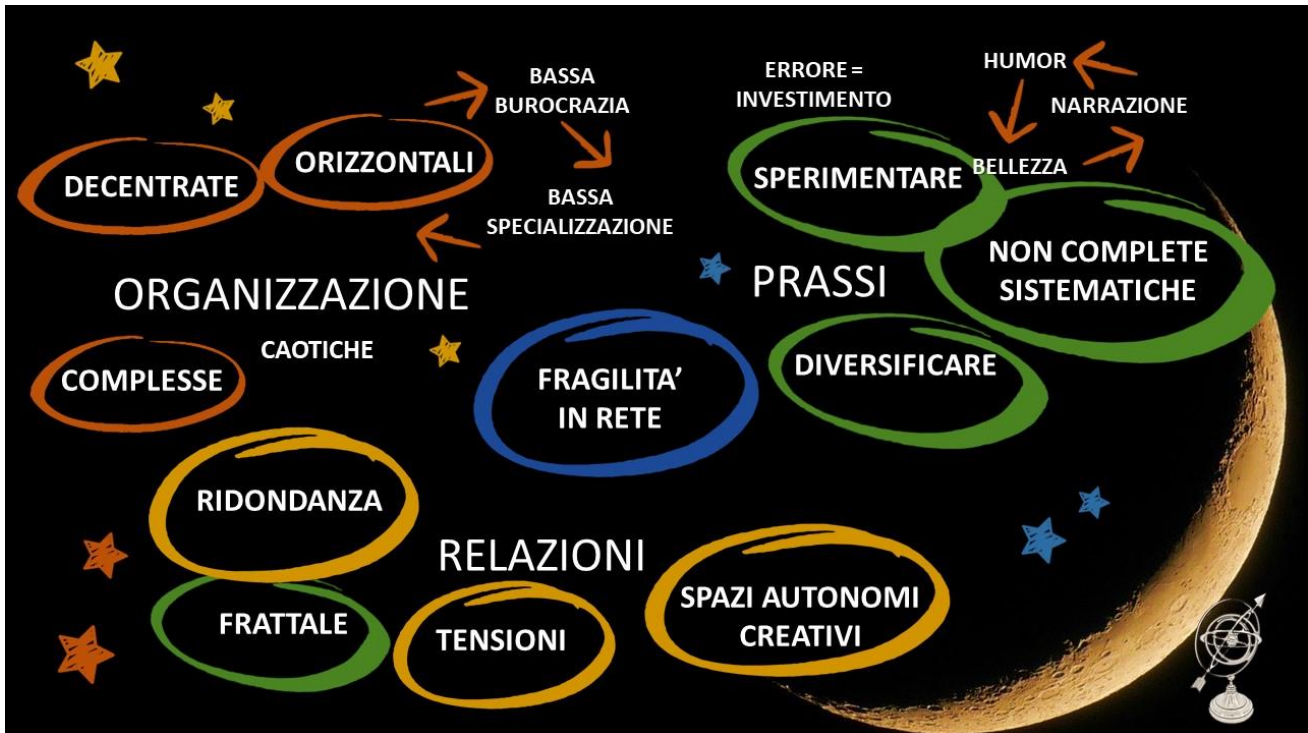 DECENTRATE
ORIZZONTALI
BASSA
BUROCRAZIA
BASSA
SPECIALIZZAZIONE
ORGANIZZAZIONE
CAOTICHE
COMPLESSE
ERRORE =
INVESTIMENTO
HUMOR
NARRAZIONE
BELLEZZA
SPERIMENTARE
NON COMPLETE
SISTEMATICHE
PRASSI
DIVERSIFICARE
FRAGILITA'
IN RETE
RIDONDANZA
RELAZIONI
FRATTALE
TENSIONI
SPAZI AUTONOMI
CREATIVI